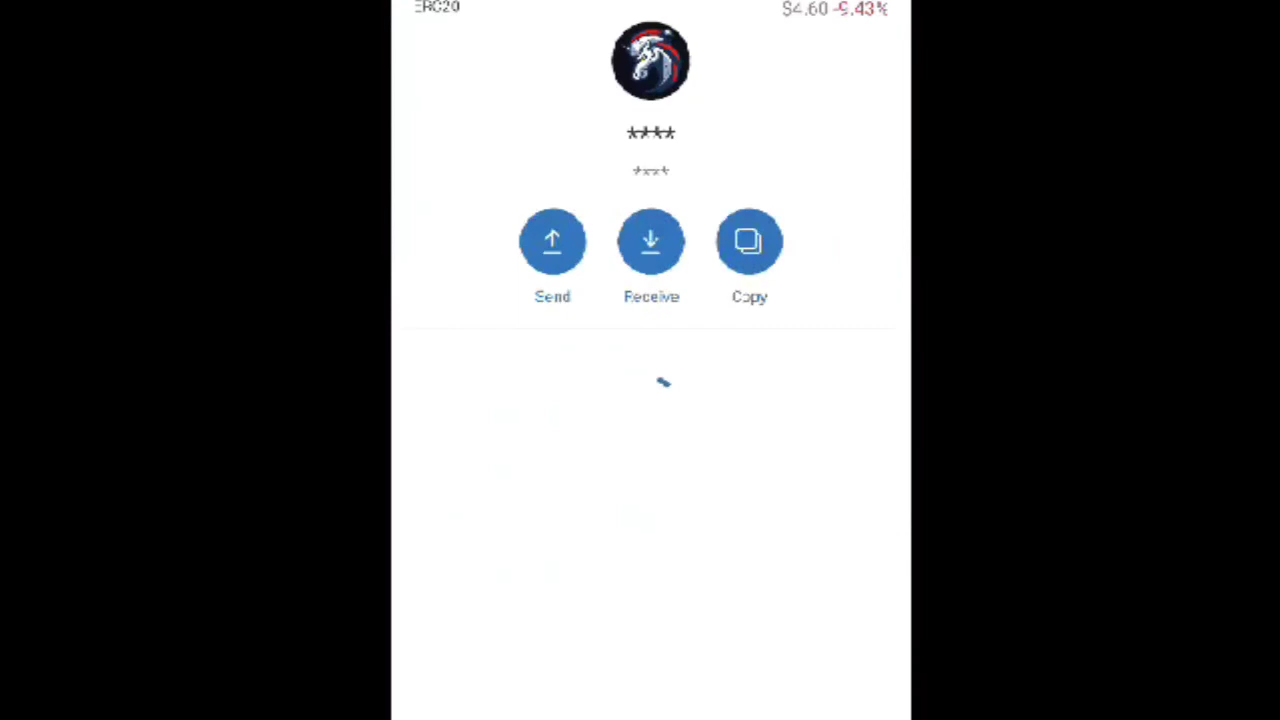 ERC20
$4.60 -9.43%
****
****
Send
Receive
Copy